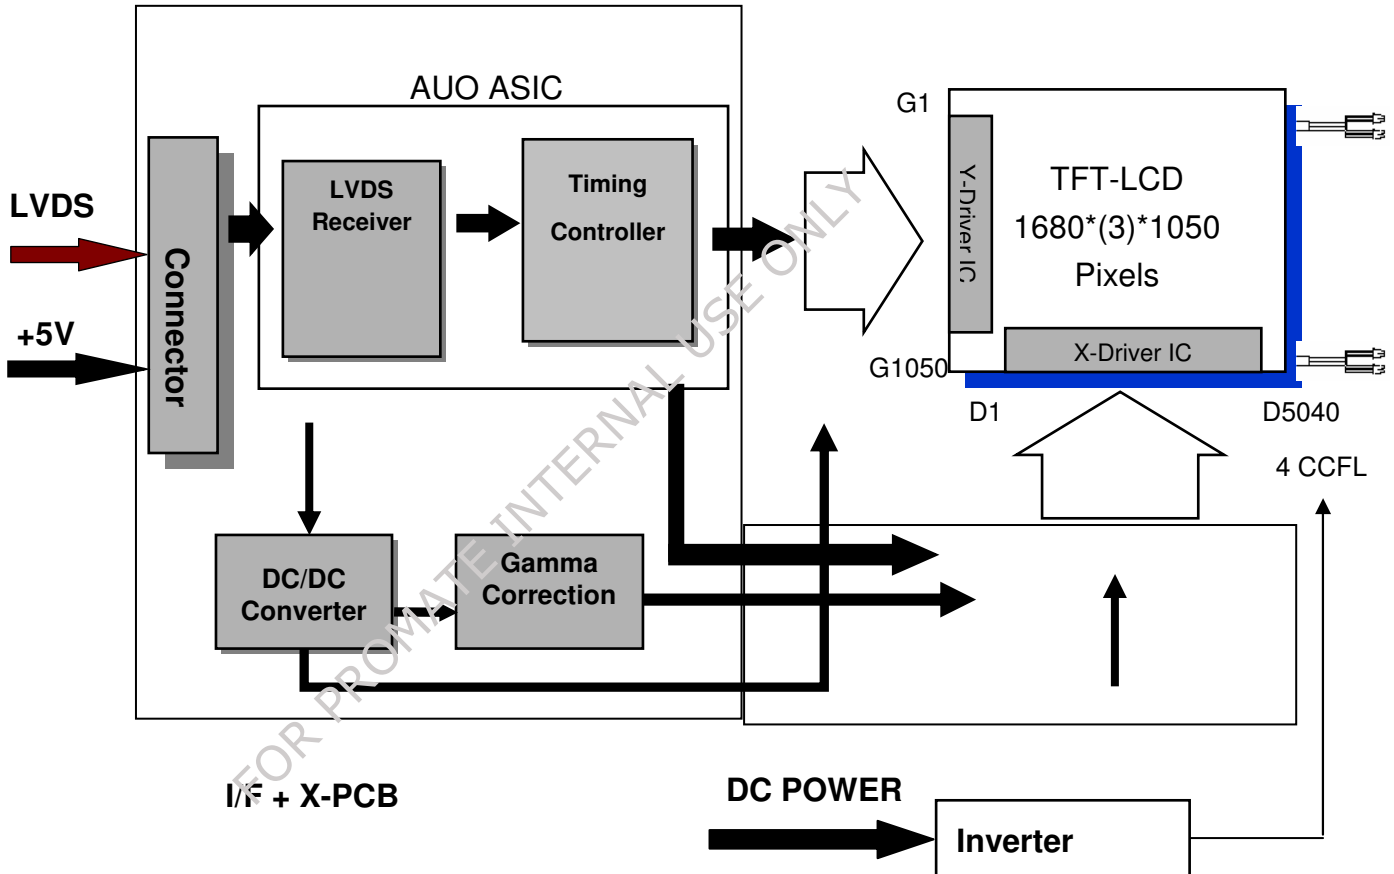 AUO ASIC
LVDS
+5V
Connector
LVDS
Receiver
Timing
Controller
G1
Y-Driver IC
TFT-LCD
1680*(3)*1050
Pixels
X-Driver IC
G1050
D1
D5040
4 CCFL
DC/DC
Converter
Gamma
Correction
FOR PROMATE INTERNAL USE ONLY
I/F + X-PCB
DC POWER
Inverter